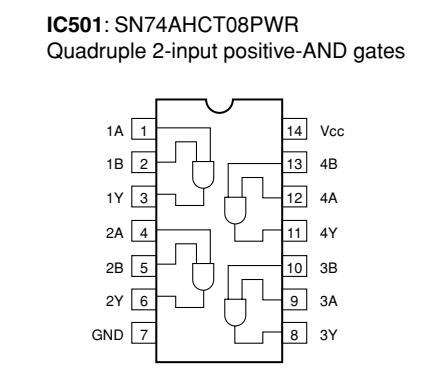 IC501: SN74AHCT08PWR
Quadruple 2-input positive-AND gates
1A 1 14 Vcc
1B 2 13 4B
1Y 3 12 4A
2A 4 11 4Y
2B 5 10 3B
2Y 6 9 3A
GND 7 8 3Y